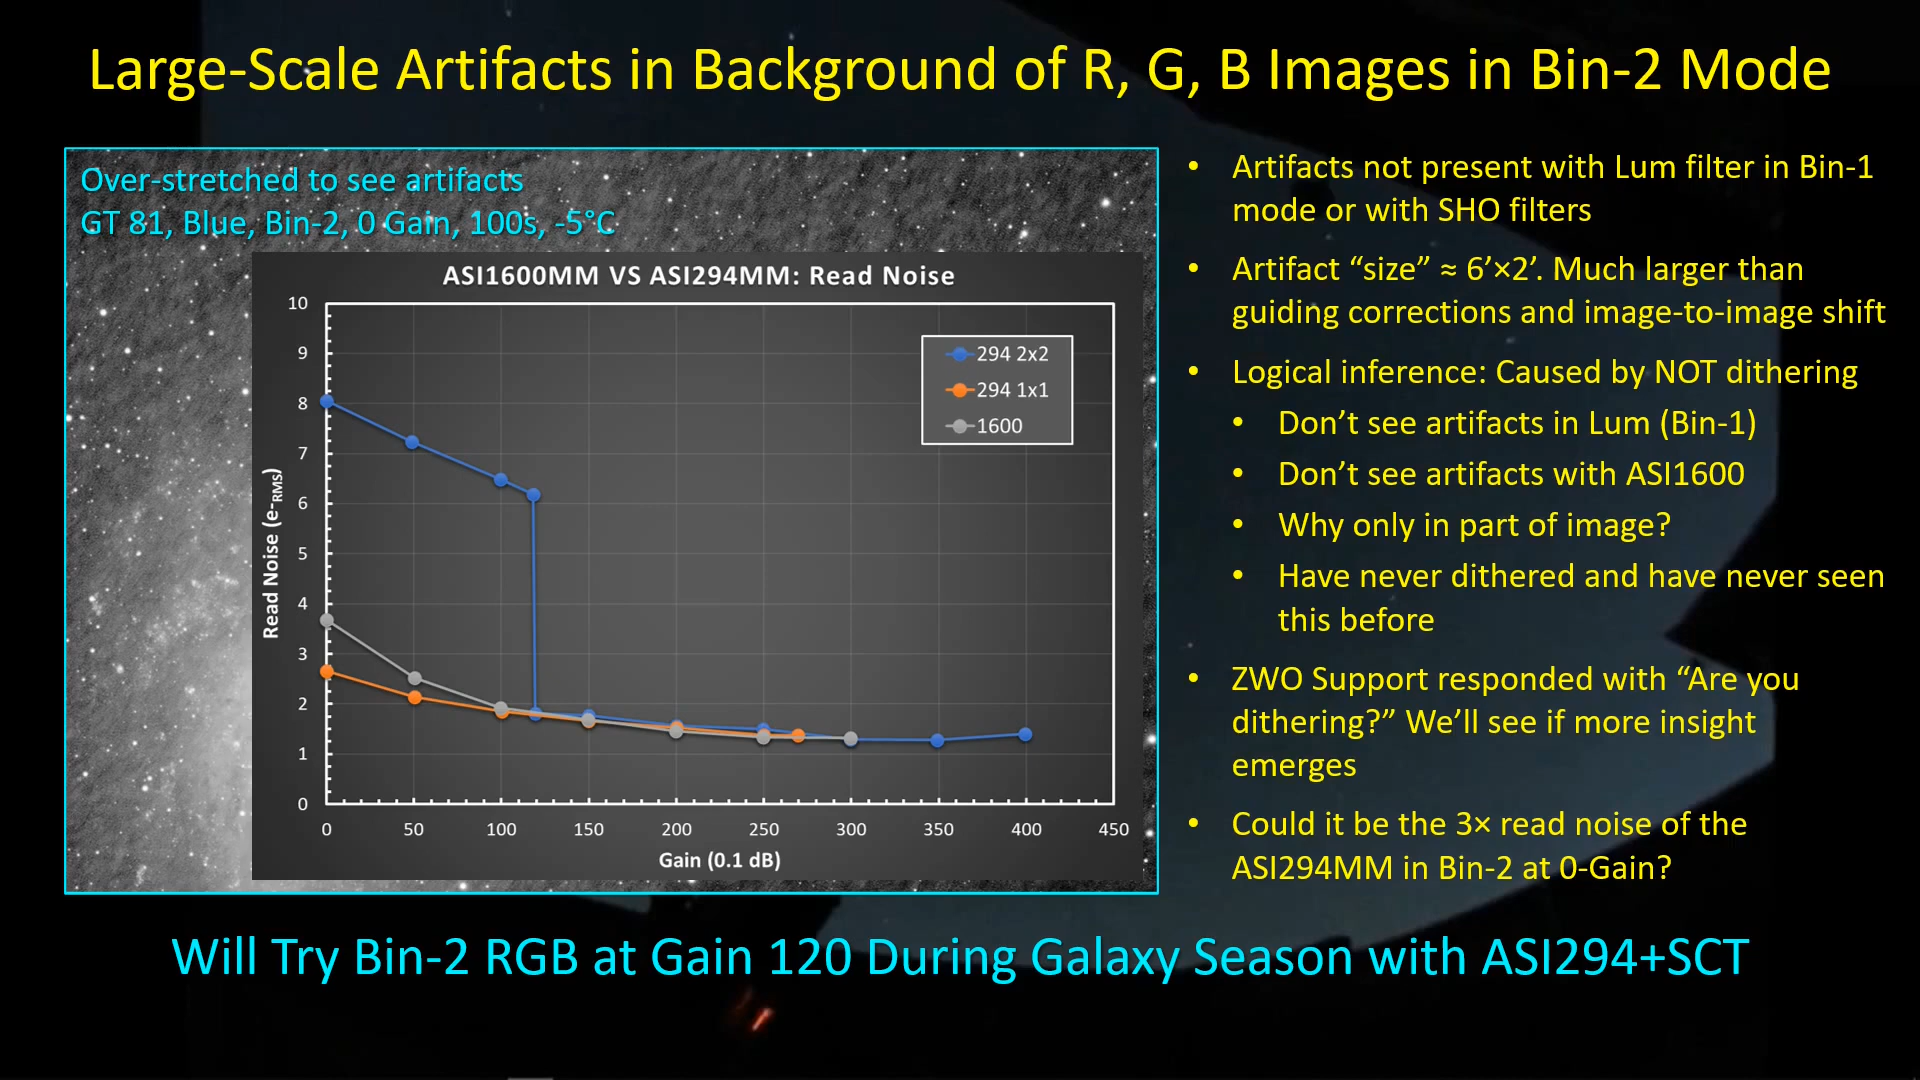 Large-Scale Artifacts in Background of R, G, B Images in Bin-2 Mode
Over-stretched to see artifacts
GT 81, Blue, Bin-2, 0 Gain, 100s, -5°C
ASI1600MM VS ASI294MM: Read Noise
10
9
8
7
6
5
4
3
2
1
0
Read Noise (e-RMS)
294 2x2
294 1x1
1600
0 50 100 150 200 250 300 350 400 450
Gain (0.1 dB)
• Artifacts not present with Lum filter in Bin-1
mode or with SHO filters
• Artifact “size” ≈ 6’×2’. Much larger than
guiding corrections and image-to-image shift
• Logical inference: Caused by NOT dithering
• Don’t see artifacts in Lum (Bin-1)
• Don’t see artifacts with ASI1600
• Why only in part of image?
• Have never dithered and have never seen
this before
• ZWO Support responded with “Are you
dithering?” We’ll see if more insight
emerges
• Could it be the 3× read noise of the
ASI294MM in Bin-2 at 0-Gain?
Will Try Bin-2 RGB at Gain 120 During Galaxy Season with ASI294+SCT